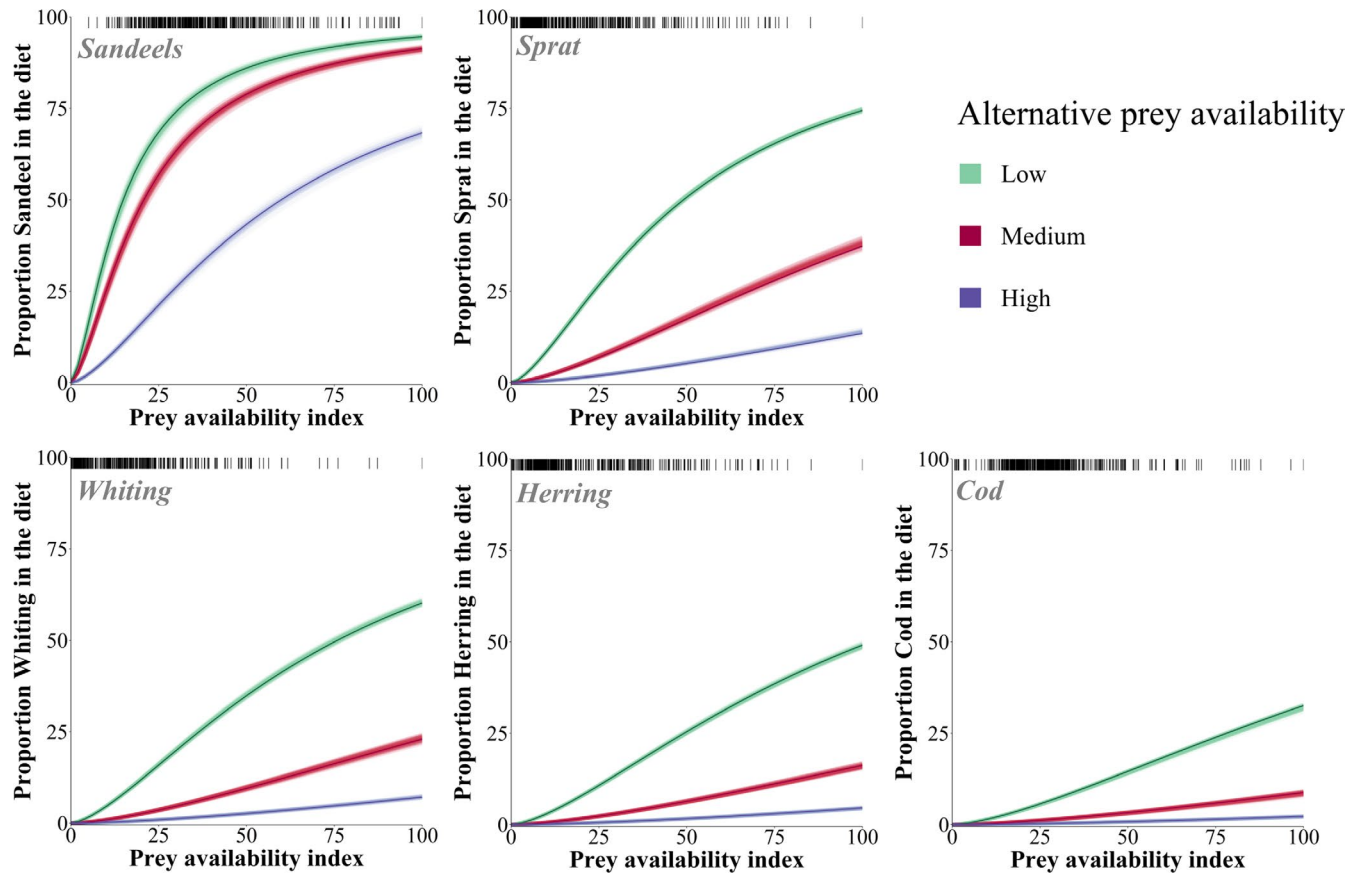 Proportion Sandeel in the diet
100
75
50
25
0
Sandeels
0 25 50 75 100
Prey availability index
Proportion Sprat in the diet
100
75
50
25
0
Sprat
0 25 50 75 100
Prey availability index
Alternative prey availability
Low
Medium
High
Proportion Whiting in the diet
100
75
50
25
0
Whiting
0 25 50 75 100
Prey availability index
Proportion Herring in the diet
100
75
50
25
0
Herring
0 25 50 75 100
Prey availability index
Proportion Cod in the diet
100
75
50
25
0
Cod
0 25 50 75 100
Prey availability index